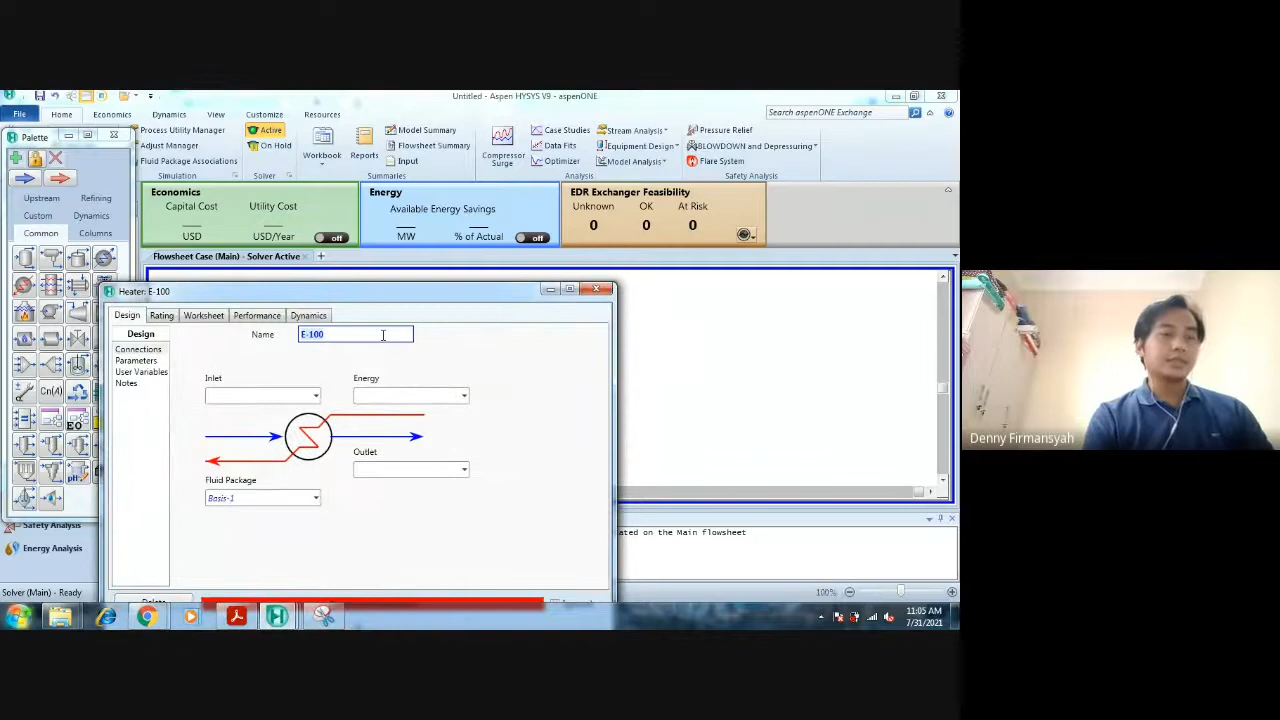 Untitled - Aspen HYSYS V9 - aspenONE
File Home Economics Dynamics View Customize Resources
Search aspenONE Exchange
Palette
Process Utility Manager
Adjust Manager
Fluid Package Associations
Simulation
Active
On Hold
Solver
Workbook
Reports
Model Summary
Flowsheet Summary
Input
Summaries
Compressor Surge
Case Studies
Data Fits
Optimizer
Stream Analysis
Equipment Design
Model Analysis
Analysis
Pressure Relief
BLOWDOWN and Depressuring
Flare System
Safety Analysis
Upstream Refining
Custom Dynamics
Common Columns
Economics
Capital Cost Utility Cost
USD USD/Year off
Energy
Available Energy Savings
MW % of Actual off
EDR Exchanger Feasibility
Unknown OK At Risk
0 0 0
Flowsheet Case (Main) - Solver Active
Heater: E-100
Design Rating Worksheet Performance Dynamics
Design
Connections
Parameters
User Variables
Notes
Name E-100
Inlet
Energy
Outlet
Fluid Package
Basis-1
Delete
Cn(A)
EO
pH
Safety Analysis
Energy Analysis
ated on the Main flowsheet
Solver (Main) - Ready
100%
11:05 AM
7/31/2021
Denny Firmansyah